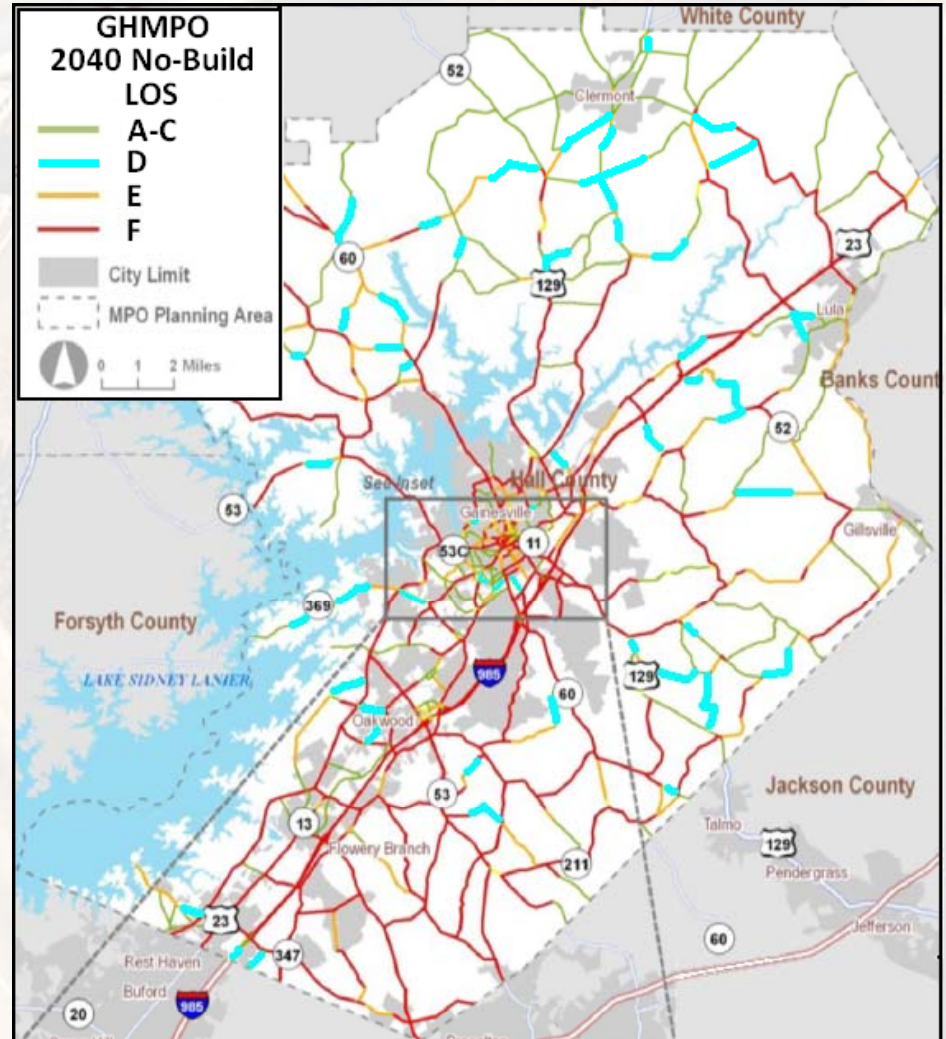 GHMPO
2040 No-Build
LOS
A-C
D
E
F
City Limit
MPO Planning Area
0 1 2 Miles
White County
52
Clermont
23
60
129
Lula
Banks Count
52
53
See Inset
Hall County
Gainesville
53C
11
Gillsville
369
Forsyth County
LAKE SIDNEY LANIER
985
129
60
Oakwood
53
Jackson County
13
Talmo
129
Flowery Branch
211
Pendergrass
23
Jefferson
60
347
Rest Haven
Buford
985
20